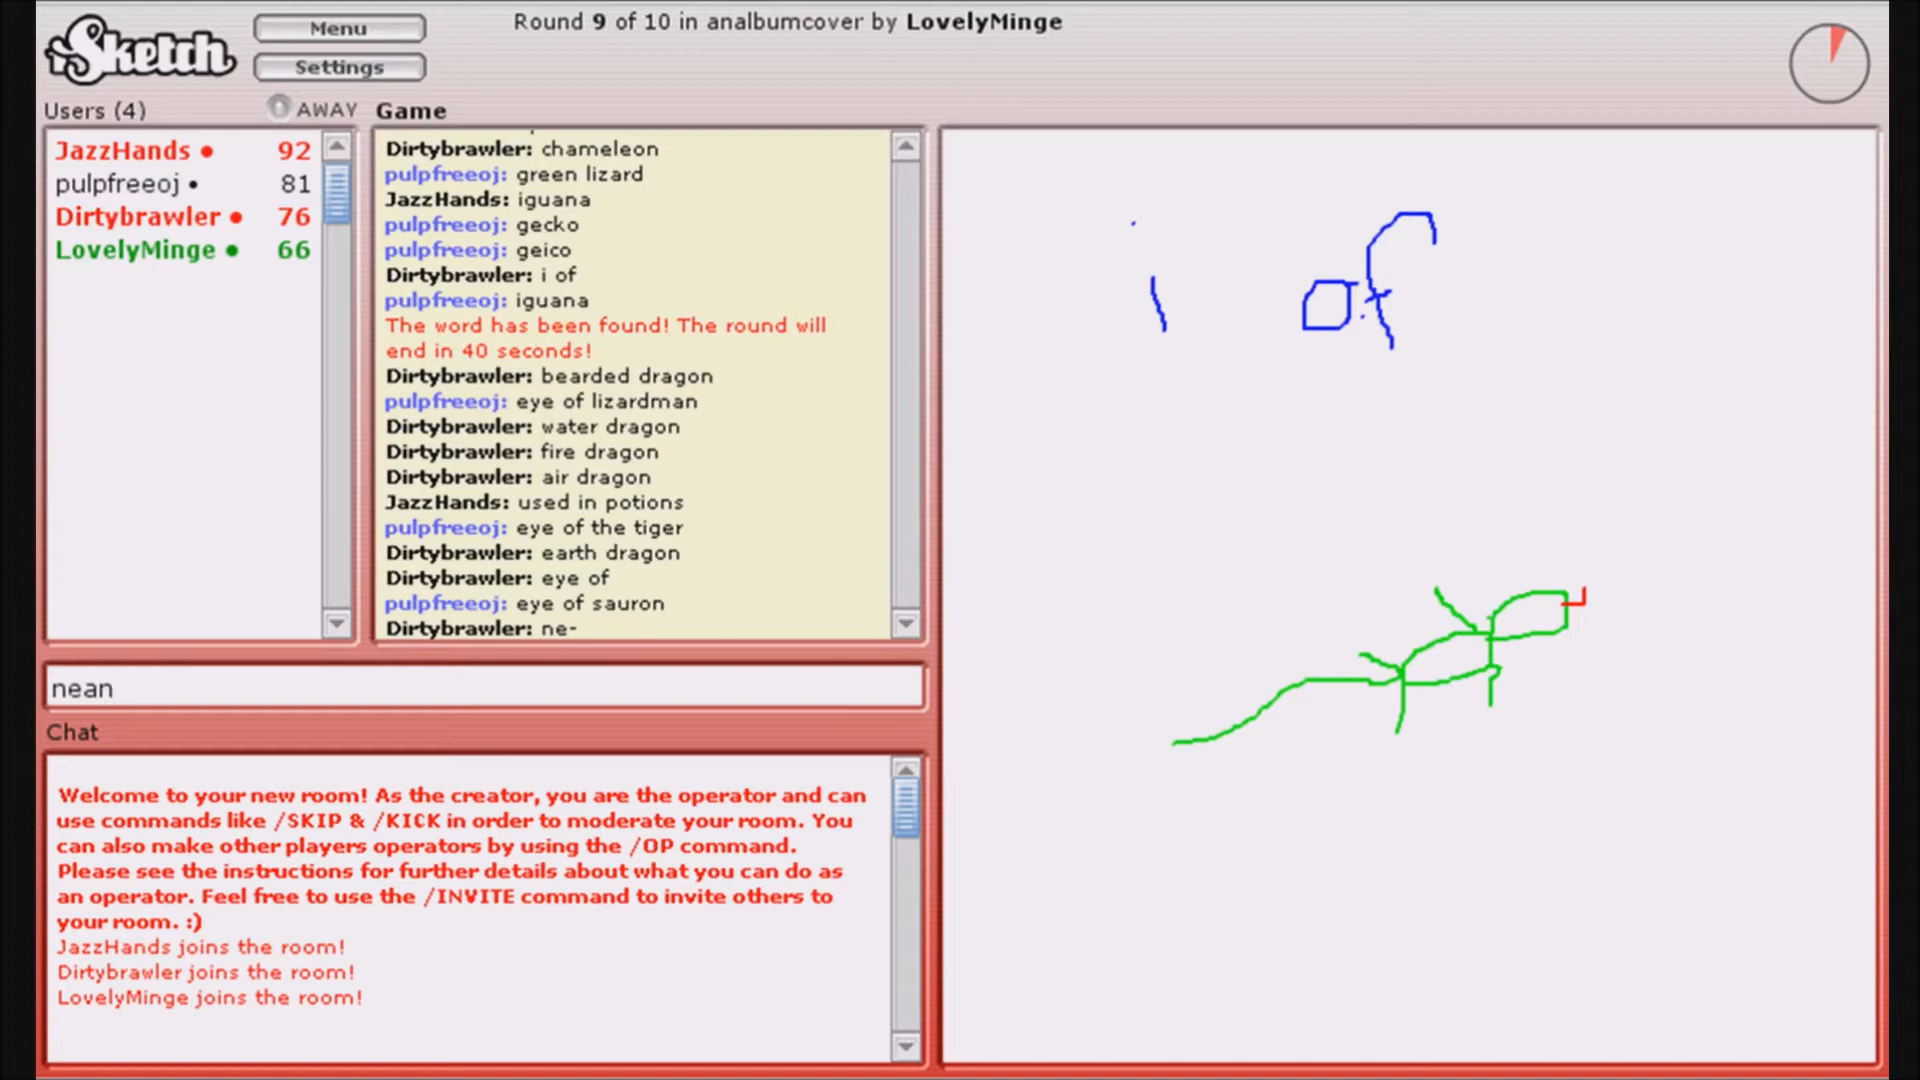 iSketch
Menu
Settings
Round 9 of 10 in analbumcover by LovelyMinge
Users (4)
AWAY
Game
JazzHands • 92
pulpfreeoj • 81
Dirtybrawler • 76
LovelyMinge • 66
Dirtybrawler: chameleon
pulpfreeoj: green lizard
JazzHands: iguana
pulpfreeoj: gecko
pulpfreeoj: geico
Dirtybrawler: i of
pulpfreeoj: iguana
The word has been found! The round will
end in 40 seconds!
Dirtybrawler: bearded dragon
pulpfreeoj: eye of lizardman
Dirtybrawler: water dragon
Dirtybrawler: fire dragon
Dirtybrawler: air dragon
JazzHands: used in potions
pulpfreeoj: eye of the tiger
Dirtybrawler: earth dragon
Dirtybrawler: eye of
pulpfreeoj: eye of sauron
Dirtybrawler: ne-
nean
Chat
Welcome to your new room! As the creator, you are the operator and can
use commands like /SKIP & /KICK in order to moderate your room. You
can also make other players operators by using the /OP command.
Please see the instructions for further details about what you can do as
an operator. Feel free to use the /INVITE command to invite others to
your room. :)
JazzHands joins the room!
Dirtybrawler joins the room!
LovelyMinge joins the room!
i of